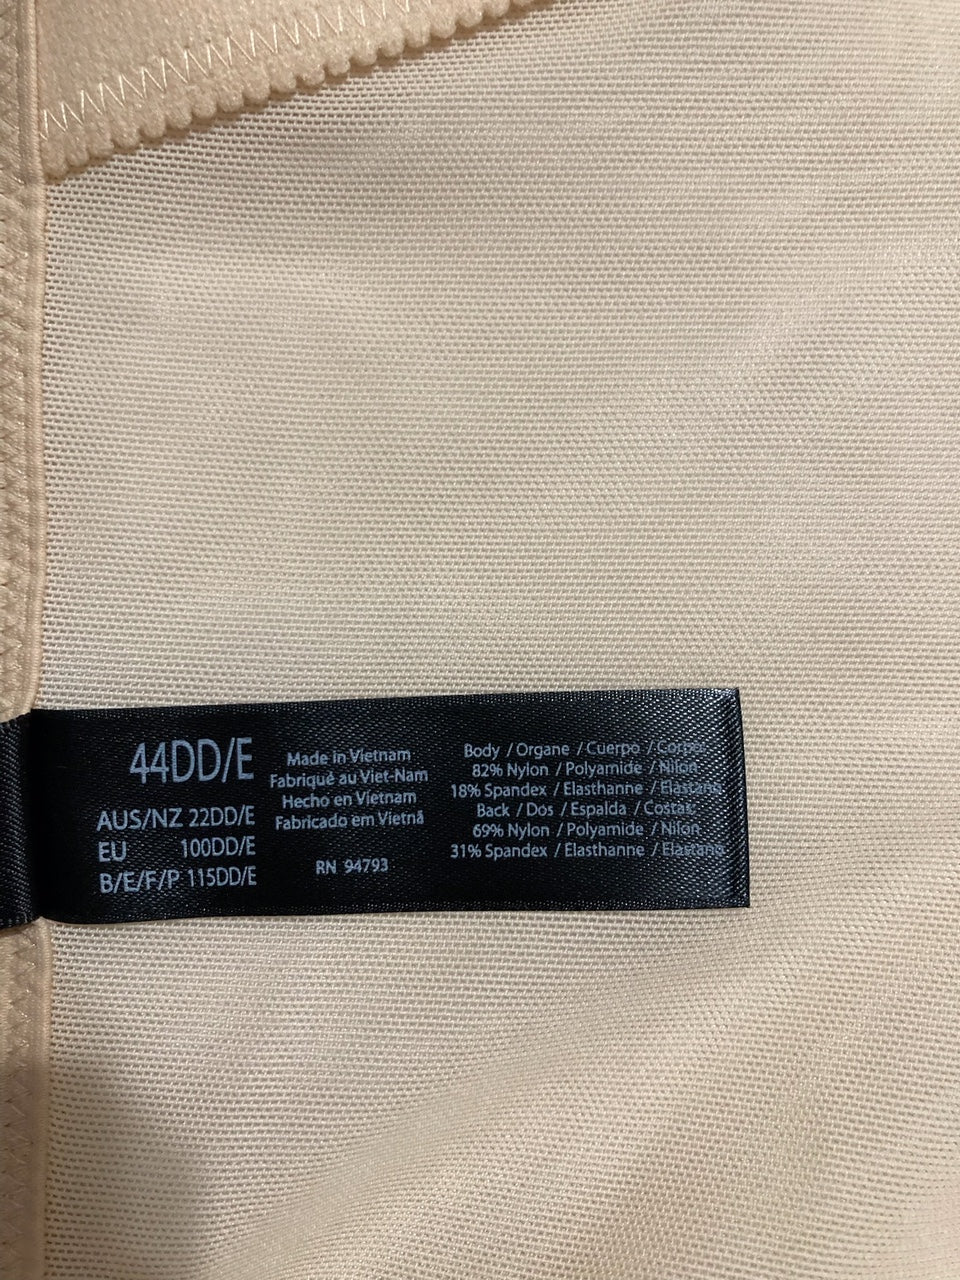 44DD/E
AUS/NZ 22DD/E
EU 100DD/E
B/E/F/P 115DD/E
Made in Vietnam
Fabriqué au Viet-Nam
Hecho en Vietnam
Fabricado em Vietnã
RN 94793
Body / Organe / Cuerpo / Corpo
82% Nylon / Polyamide / Nilon
18% Spandex / Elasthanne / Elastano
Back / Dos / Espalda / Costas
69% Nylon / Polyamide / Nilon
31% Spandex / Elasthanne / Elastano